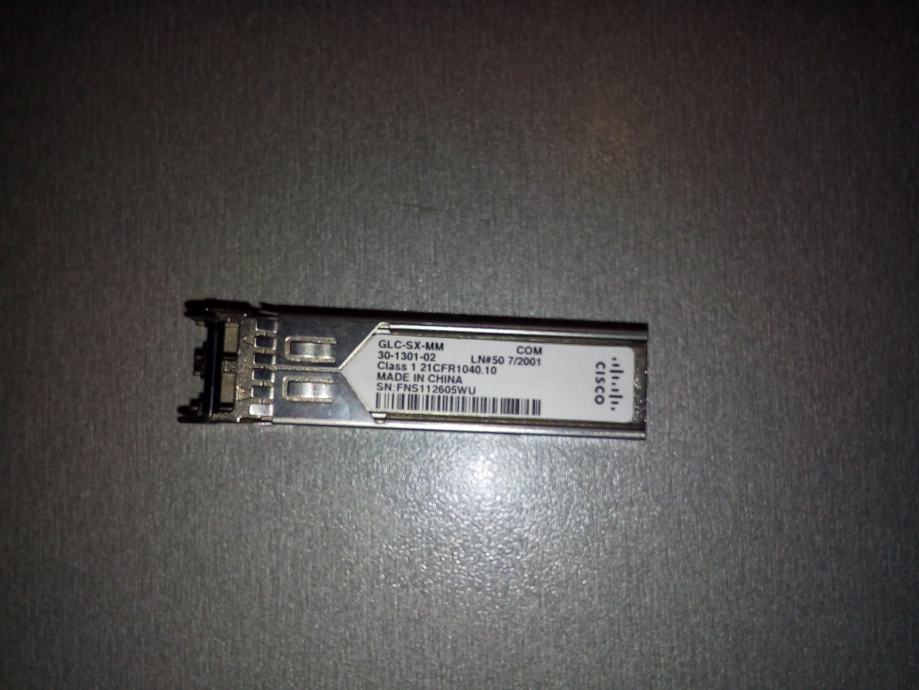 GLC-SX-MM COM
30-1301-02 LN#50 7/2001
Class 1 21CFR1040.10
MADE IN CHINA
SN:FNS112605WU
CISCO